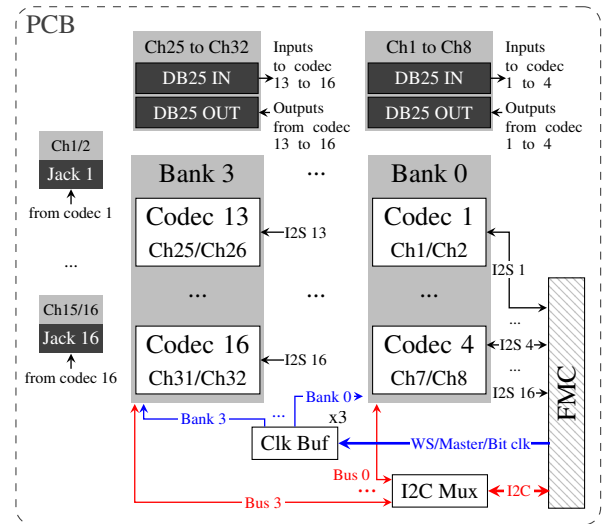 PCB
Ch25 to Ch32
DB25 IN
DB25 OUT
Inputs
to codec
13 to 16
Outputs
from codec
13 to 16
Ch1 to Ch8
DB25 IN
DB25 OUT
Inputs
to codec
1 to 4
Outputs
from codec
1 to 4
Ch1/2
Jack 1
from codec 1
...
Ch15/16
Jack 16
from codec 16
Bank 3
Codec 13
Ch25/Ch26
...
Codec 16
Ch31/Ch32
I2S 13
...
I2S 16
...
Bank 0
Codec 1
Ch1/Ch2
...
Codec 4
Ch7/Ch8
I2S 1
...
I2S 4
...
I2S 16
FMC
Bank 3
...
Bank 0
x3
Clk Buf
WS/Master/Bit clk
Bus 0
...
Bus 3
I2C Mux
I2C